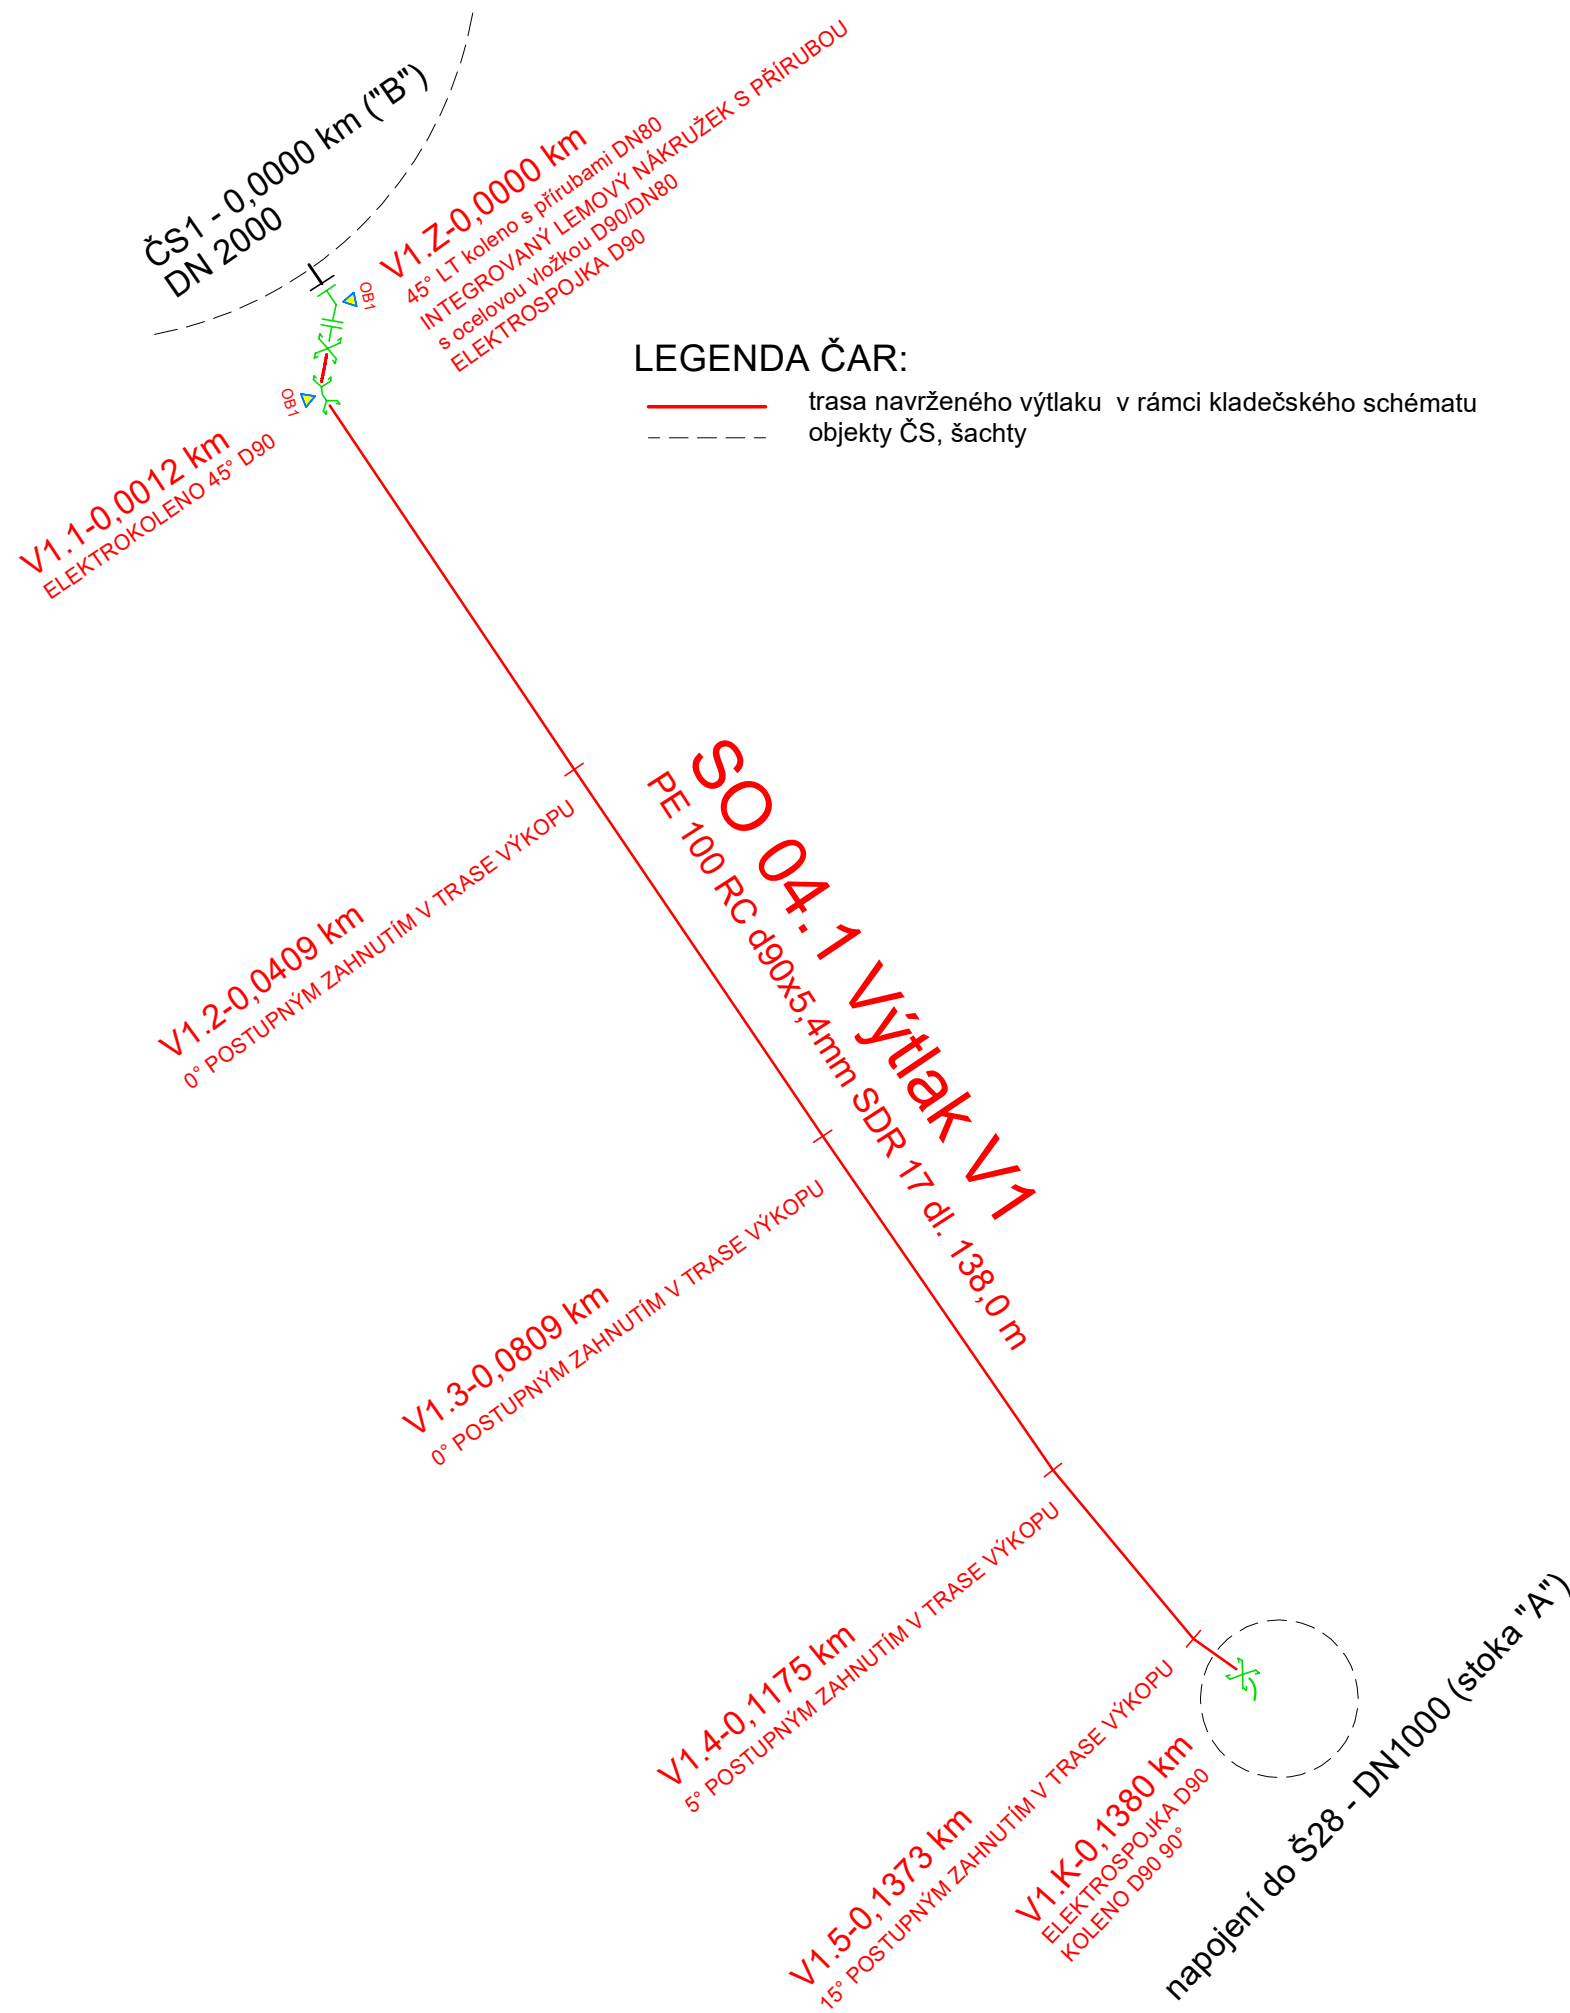 ČS1 - 0,0000 km ("B")
DN 2000
V1.Z-0,0000 km
45° LT koleno s přírubami DN80
INTEGROVANÝ LEMOVÝ NÁKRUŽEK S PŘÍRUBOU
s ocelovou vložkou D90/DN80
ELEKTROSPOJKA D90
OB1
OB1
LEGENDA ČAR:
trasa navrženého výtlaku v rámci kladečského schématu
objekty ČS, šachty
V1.1-0,0012 km
ELEKTROKOLENO 45° D90
SO 04.1 Výtlak V1
PE 100 RC d90x5,4mm SDR 17 dl. 138,0 m
V1.2-0,0409 km
0° POSTUPNÝM ZAHNUTÍM V TRASE VÝKOPU
V1.3-0,0809 km
0° POSTUPNÝM ZAHNUTÍM V TRASE VÝKOPU
V1.4-0,1175 km
5° POSTUPNÝM ZAHNUTÍM V TRASE VÝKOPU
V1.5-0,1373 km
15° POSTUPNÝM ZAHNUTÍM V TRASE VÝKOPU
V1.K-0,1380 km
ELEKTROSPOJKA D90
KOLENO D90 90°
napojení do Š28 - DN1000 (stoka "A")